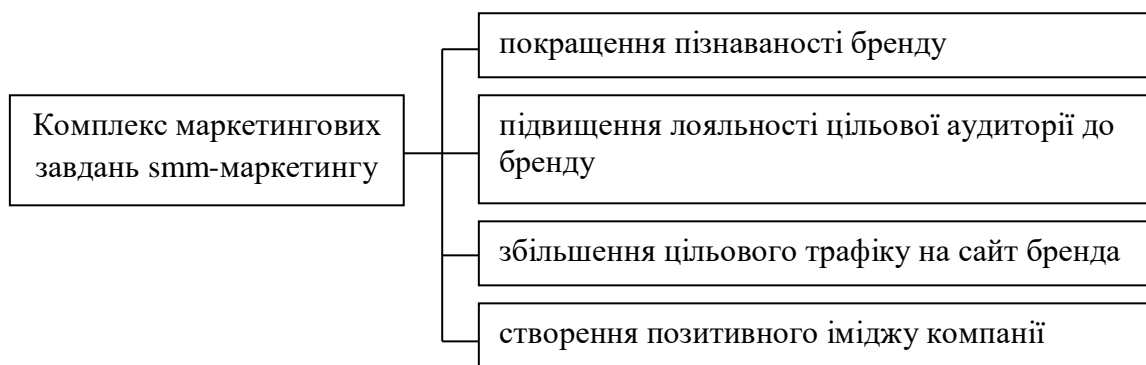 Комплекс маркетингових
завдань smm-маркетингу
покращення пізнаваності бренду
підвищення лояльності цільової аудиторії до
бренду
збільшення цільового трафіку на сайт бренда
створення позитивного іміджу компанії